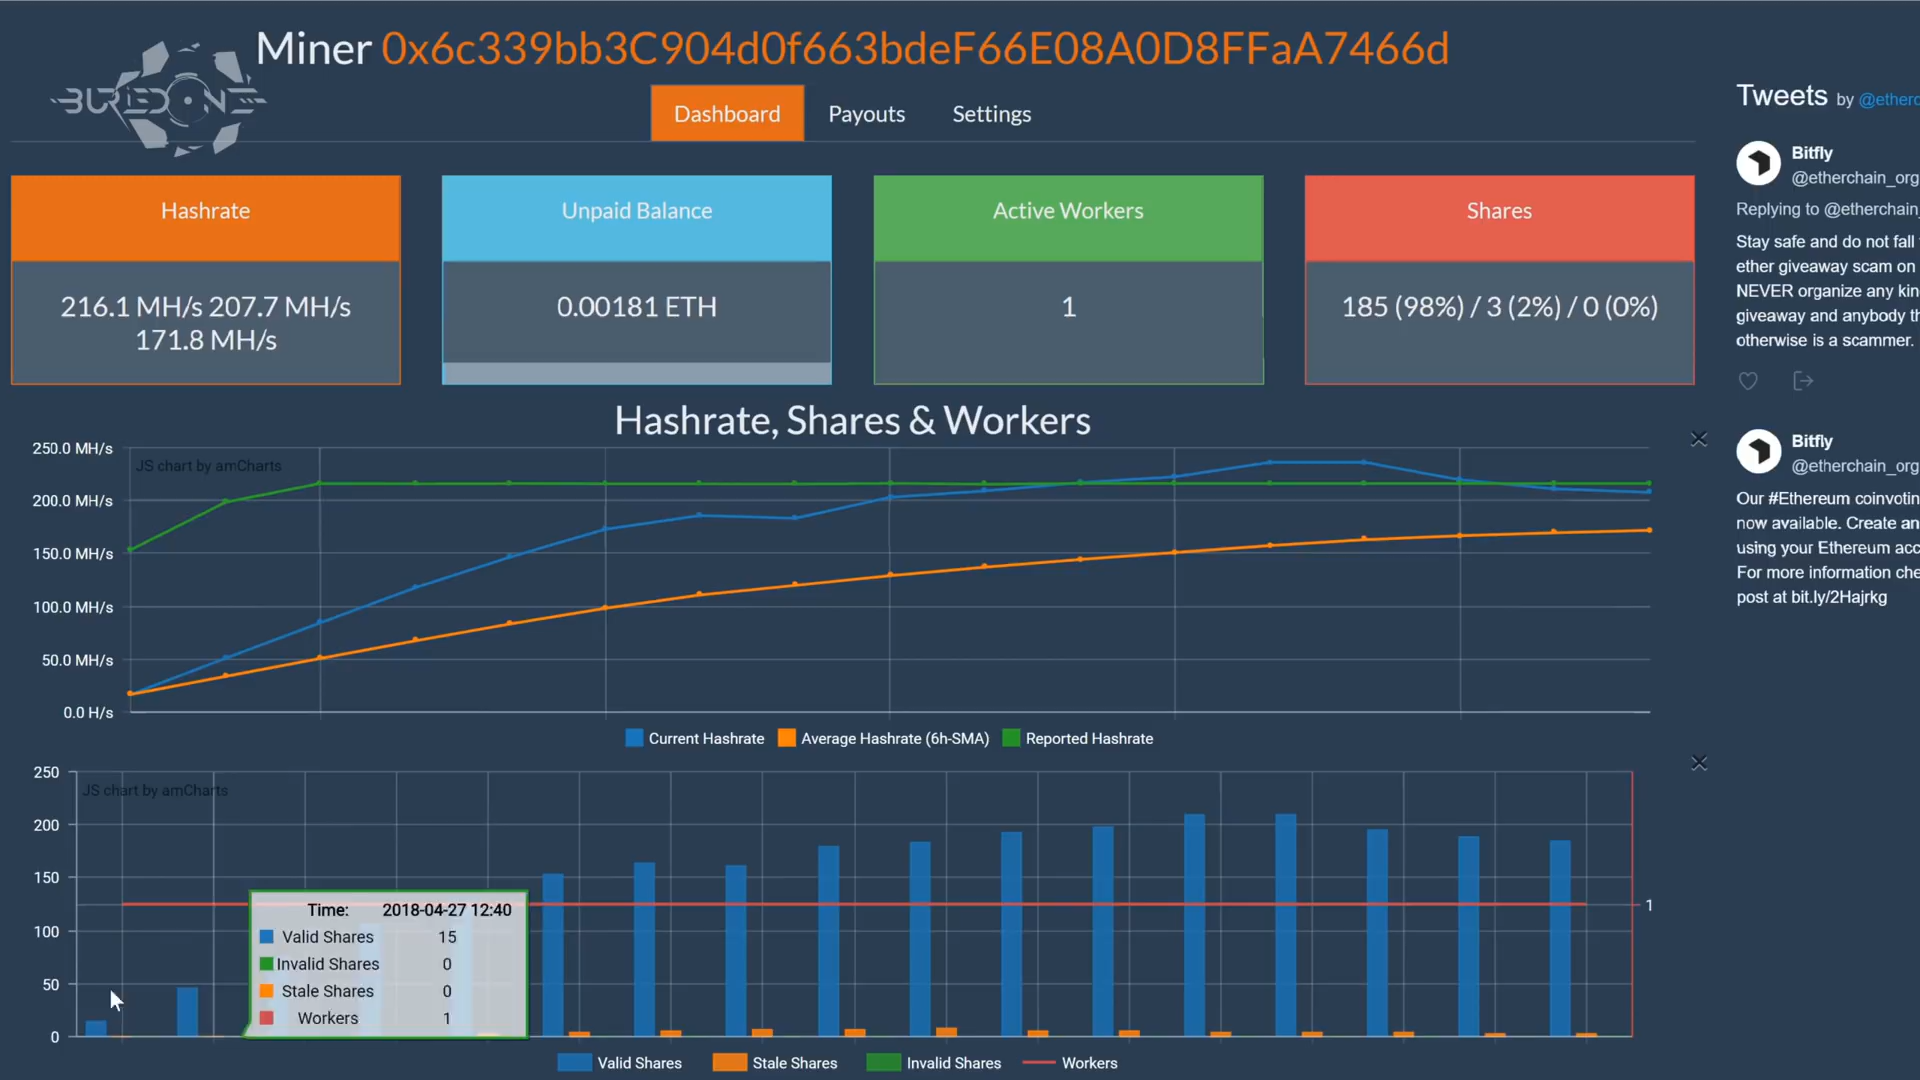 Miner 0x6c339bb3C904d0f663bdeF66E08A0D8FFaA7466d
BURIEDONE
Dashboard Payouts Settings
Hashrate
216.1 MH/s 207.7 MH/s
171.8 MH/s
Unpaid Balance
0.00181 ETH
Active Workers
1
Shares
185 (98%) / 3 (2%) / 0 (0%)
Hashrate, Shares & Workers
JS chart by amCharts
250.0 MH/s
200.0 MH/s
150.0 MH/s
100.0 MH/s
50.0 MH/s
0.0 H/s
Current Hashrate Average Hashrate (6h-SMA) Reported Hashrate
JS chart by amCharts
250
200
150
100
50
0
1
Time: 2018-04-27 12:40
Valid Shares 15
Invalid Shares 0
Stale Shares 0
Workers 1
Valid Shares Stale Shares Invalid Shares Workers
Tweets by @etherc
Bitfly
@etherchain_org
Replying to @etherchain_
Stay safe and do not fall
ether giveaway scam on
NEVER organize any kin
giveaway and anybody th
otherwise is a scammer.
Bitfly
@etherchain_org
Our #Ethereum coinvotin
now available. Create an
using your Ethereum acc
For more information che
post at bit.ly/2Hajrkg